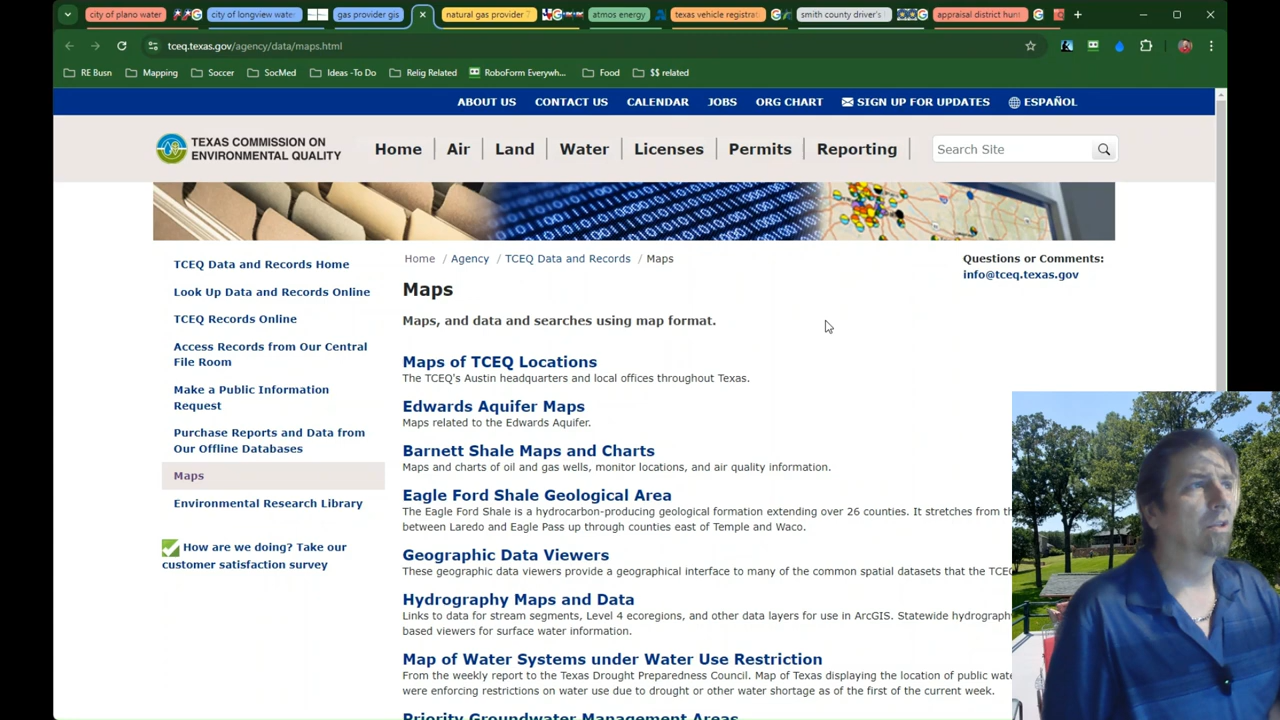 city of plano water
city of longview water
gas provider gis
natural gas provider
atmos energy
texas vehicle registra
smith county driver's
appraisal district hun
tceq.texas.gov/agency/data/maps.html
RE Busn
Mapping
Soccer
SocMed
Ideas -To Do
Relig Related
RoboForm Everywh...
Food
$$ related
ABOUT US
CONTACT US
CALENDAR
JOBS
ORG CHART
SIGN UP FOR UPDATES
ESPAÑOL
TEXAS COMMISSION ON
ENVIRONMENTAL QUALITY
Home
Air
Land
Water
Licenses
Permits
Reporting
Search Site
TCEQ Data and Records Home
Look Up Data and Records Online
TCEQ Records Online
Access Records from Our Central
File Room
Make a Public Information
Request
Purchase Reports and Data from
Our Offline Databases
Maps
Environmental Research Library
How are we doing? Take our
customer satisfaction survey
Home / Agency / TCEQ Data and Records / Maps
Maps
Maps, and data and searches using map format.
Maps of TCEQ Locations
The TCEQ's Austin headquarters and local offices throughout Texas.
Edwards Aquifer Maps
Maps related to the Edwards Aquifer.
Barnett Shale Maps and Charts
Maps and charts of oil and gas wells, monitor locations, and air quality information.
Eagle Ford Shale Geological Area
The Eagle Ford Shale is a hydrocarbon-producing geological formation extending over 26 counties. It stretches from th
between Laredo and Eagle Pass up through counties east of Temple and Waco.
Geographic Data Viewers
These geographic data viewers provide a geographical interface to many of the common spatial datasets that the TCEQ
Hydrography Maps and Data
Links to data for stream segments, Level 4 ecoregions, and other data layers for use in ArcGIS. Statewide hydrography
based viewers for surface water information.
Map of Water Systems under Water Use Restriction
From the weekly report to the Texas Drought Preparedness Council. Map of Texas displaying the location of public wate
were enforcing restrictions on water use due to drought or other water shortage as of the first of the current week.
Priority Groundwater Management Areas
Questions or Comments:
info@tceq.texas.gov